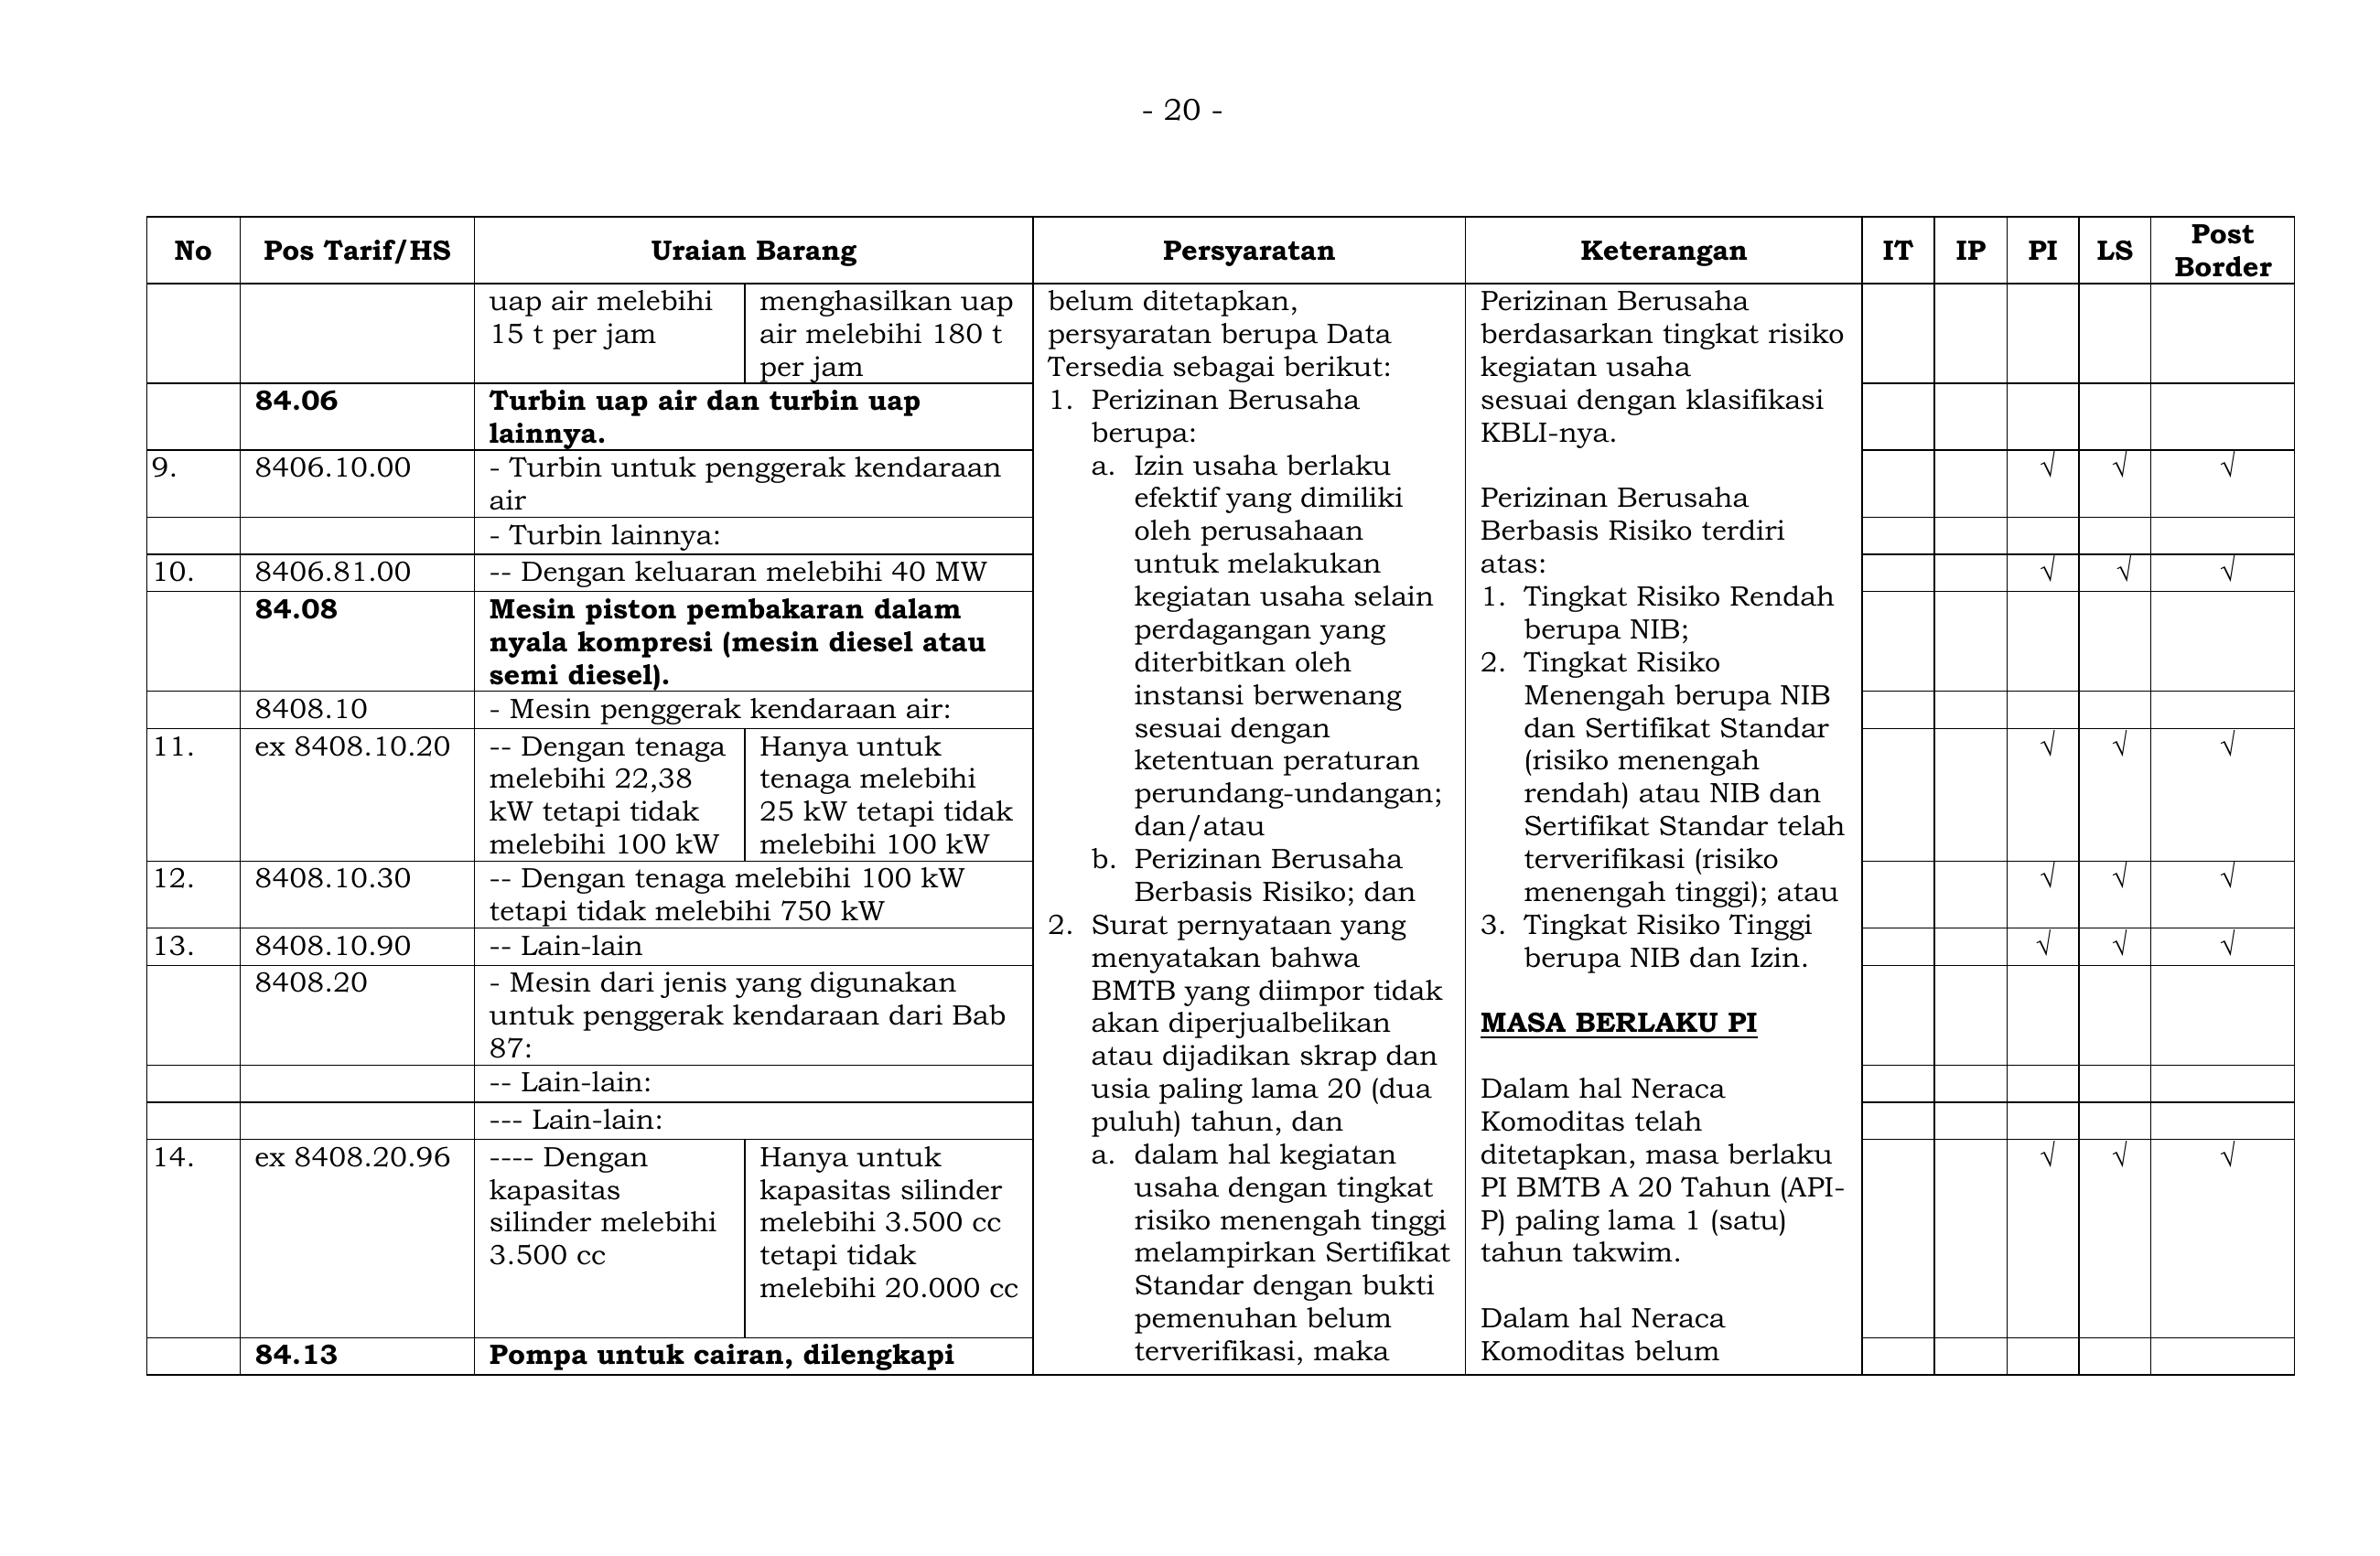 - 20 -
No
Pos Tarif/HS
Uraian Barang
Persyaratan
Keterangan
IT
IP
PI
LS
Post
Border
uap air melebihi
15 t per jam
menghasilkan uap
air melebihi 180 t
per jam
84.06
Turbin uap air dan turbin uap
lainnya.
9.
8406.10.00
- Turbin untuk penggerak kendaraan
air
√
√
√
- Turbin lainnya:
10.
8406.81.00
-- Dengan keluaran melebihi 40 MW
√
√
√
84.08
Mesin piston pembakaran dalam
nyala kompresi (mesin diesel atau
semi diesel).
8408.10
- Mesin penggerak kendaraan air:
11.
ex 8408.10.20
-- Dengan tenaga
melebihi 22,38
kW tetapi tidak
melebihi 100 kW
Hanya untuk
tenaga melebihi
25 kW tetapi tidak
melebihi 100 kW
√
√
√
12.
8408.10.30
-- Dengan tenaga melebihi 100 kW
tetapi tidak melebihi 750 kW
√
√
√
13.
8408.10.90
-- Lain-lain
√
√
√
8408.20
- Mesin dari jenis yang digunakan
untuk penggerak kendaraan dari Bab
87:
-- Lain-lain:
--- Lain-lain:
14.
ex 8408.20.96
---- Dengan
kapasitas
silinder melebihi
3.500 cc
Hanya untuk
kapasitas silinder
melebihi 3.500 cc
tetapi tidak
melebihi 20.000 cc
√
√
√
84.13
Pompa untuk cairan, dilengkapi
belum ditetapkan,
persyaratan berupa Data
Tersedia sebagai berikut:
1. Perizinan Berusaha
berupa:
a. Izin usaha berlaku
efektif yang dimiliki
oleh perusahaan
untuk melakukan
kegiatan usaha selain
perdagangan yang
diterbitkan oleh
instansi berwenang
sesuai dengan
ketentuan peraturan
perundang-undangan;
dan/atau
b. Perizinan Berusaha
Berbasis Risiko; dan
2. Surat pernyataan yang
menyatakan bahwa
BMTB yang diimpor tidak
akan diperjualbelikan
atau dijadikan skrap dan
usia paling lama 20 (dua
puluh) tahun, dan
a. dalam hal kegiatan
usaha dengan tingkat
risiko menengah tinggi
melampirkan Sertifikat
Standar dengan bukti
pemenuhan belum
terverifikasi, maka
Perizinan Berusaha
berdasarkan tingkat risiko
kegiatan usaha
sesuai dengan klasifikasi
KBLI-nya.
Perizinan Berusaha
Berbasis Risiko terdiri
atas:
1. Tingkat Risiko Rendah
berupa NIB;
2. Tingkat Risiko
Menengah berupa NIB
dan Sertifikat Standar
(risiko menengah
rendah) atau NIB dan
Sertifikat Standar telah
terverifikasi (risiko
menengah tinggi); atau
3. Tingkat Risiko Tinggi
berupa NIB dan Izin.
MASA BERLAKU PI
Dalam hal Neraca
Komoditas telah
ditetapkan, masa berlaku
PI BMTB A 20 Tahun (API-
P) paling lama 1 (satu)
tahun takwim.
Dalam hal Neraca
Komoditas belum